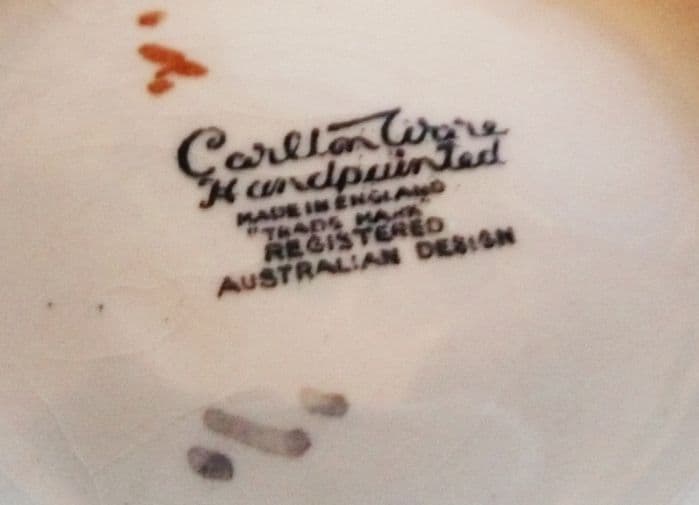 Carlton Ware
Handpainted
MADE IN ENGLAND
"TRADE MARK"
REGISTERED
AUSTRALIAN DESIGN